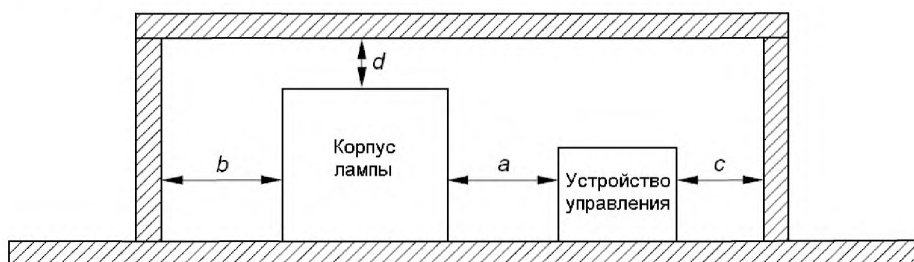 d
Корпус
лампы
b
a
c
Устройство
управления